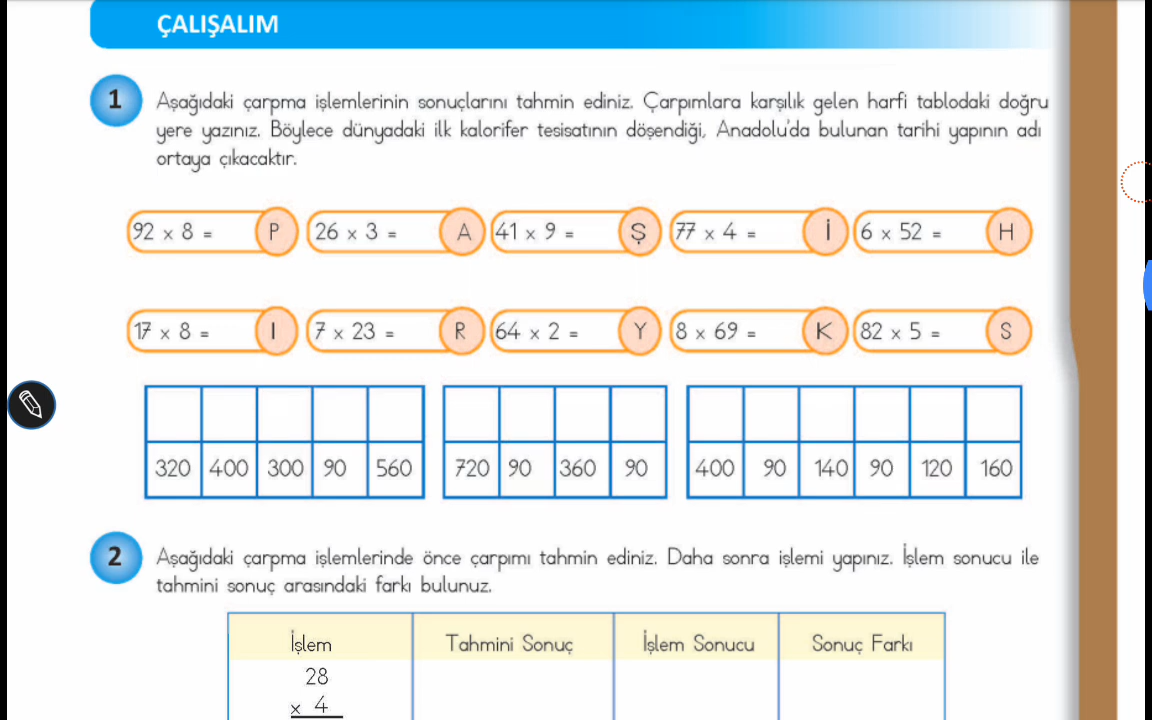 ÇALIŞALIM
1 Aşağıdaki çarpma işlemlerinin sonuçlarını tahmin ediniz. Çarpımlara karşılık gelen harfi tablodaki doğru
yere yazınız. Böylece dünyadaki ilk kalorifer tesisatının döşendiği, Anadolu'da bulunan tarihi yapının adı
ortaya çıkacaktır.
92 x 8 = P 26 x 3 = A 41 x 9 = Ş 77 x 4 = İ 6 x 52 = H
17 x 8 = I 7 x 23 = R 64 x 2 = Y 8 x 69 = K 82 x 5 = S
320 400 300 90 560 720 90 360 90 400 90 140 90 120 160
2 Aşağıdaki çarpma işlemlerinde önce çarpımı tahmin ediniz. Daha sonra işlemi yapınız. İşlem sonucu ile
tahmini sonuç arasındaki farkı bulunuz.
İşlem Tahmini Sonuç İşlem Sonucu Sonuç Farkı
28
x 4